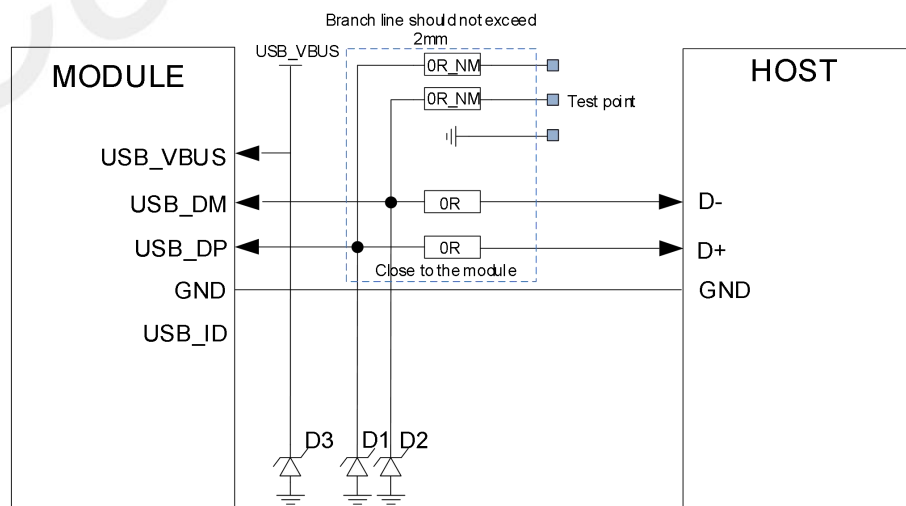 Branch line should not exceed
2mm
USB_VBUS
MODULE
HOST
0R_NM
0R_NM
Test point
USB_VBUS
USB_DM
0R
D-
USB_DP
0R
D+
Close to the module
GND
GND
USB_ID
D3
D1
D2